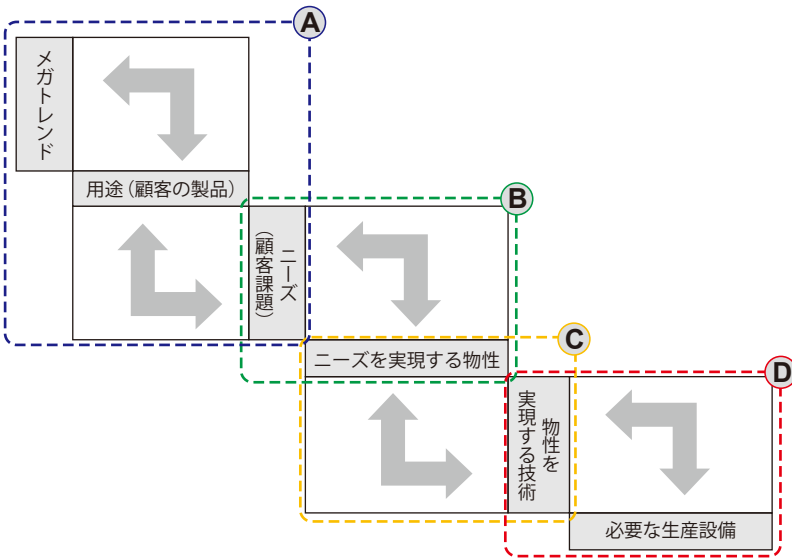 A
メガトレンド
用途(顧客の製品)
B
ニーズ
(顧客課題)
C
ニーズを実現する物性
D
物性を
実現する技術
必要な生産設備